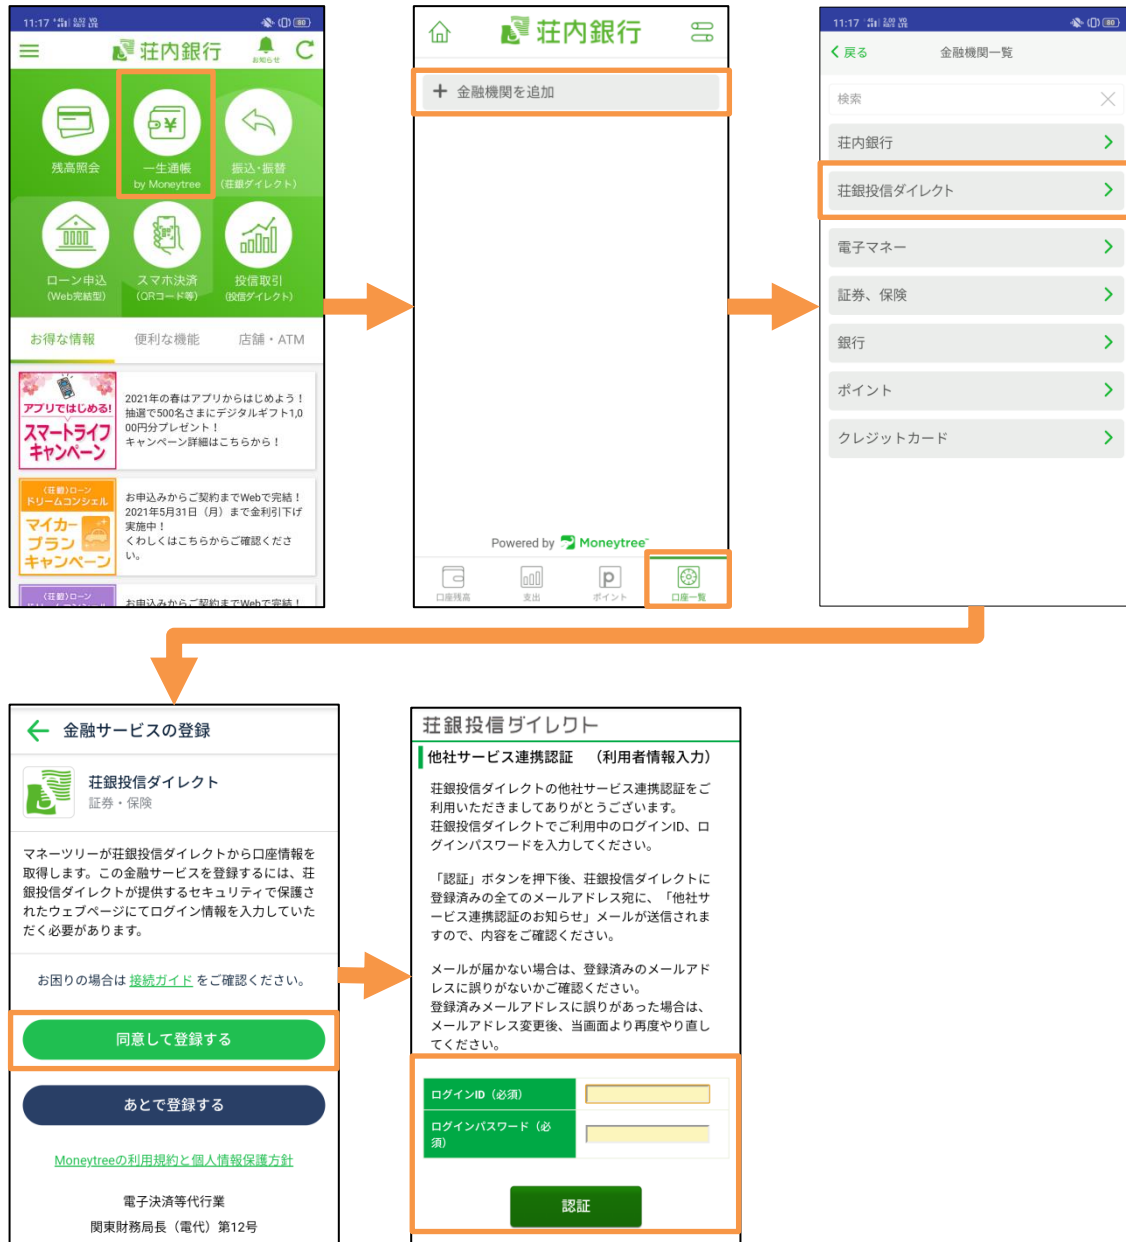 11:17
80
荘内銀行
お知らせ
残高照会
一生通帳
by Moneytree
振込・振替
(荘銀ダイレクト)
ローン申込
(Web完結型)
スマホ決済
(QRコード等)
投信取引
(投信ダイレクト)
お得な情報
便利な機能
店舗・ATM
アプリではじめる!
スマートライフ
キャンペーン
2021年の春はアプリからはじめよう！
抽選で500名さまにデジタルギフト1,0
00円分プレゼント！
キャンペーン詳細はこちらから！
〈荘銀〉ローン
ドリームコンシェル
マイカー
プラン
キャンペーン
お申込みからご契約までWebで完結！
2021年5月31日（月）まで金利引下げ
実施中！
くわしくはこちらからご確認くださ
い。
〈荘銀〉ローン
お申込みからご契約までWebで完結！
荘内銀行
＋ 金融機関を追加
Powered by Moneytree
口座残高
支出
p
ポイント
口座一覧
11:17
80
戻る
金融機関一覧
検索
荘内銀行
荘銀投信ダイレクト
電子マネー
証券、保険
銀行
ポイント
クレジットカード
金融サービスの登録
荘銀投信ダイレクト
証券・保険
マネーツリーが荘銀投信ダイレクトから口座情報を
取得します。この金融サービスを登録するには、荘
銀投信ダイレクトが提供するセキュリティで保護さ
れたウェブページにてログイン情報を入力していた
だく必要があります。
お困りの場合は 接続ガイド をご確認ください。
同意して登録する
あとで登録する
Moneytreeの利用規約と個人情報保護方針
電子決済等代行業
関東財務局長（電代）第12号
荘銀投信ダイレクト
他社サービス連携認証　（利用者情報入力）
荘銀投信ダイレクトの他社サービス連携認証をご
利用いただきましてありがとうございます。
荘銀投信ダイレクトでご利用中のログインID、ロ
グインパスワードを入力してください。
「認証」ボタンを押下後、荘銀投信ダイレクトに
登録済みの全てのメールアドレス宛に、「他社サ
ービス連携認証のお知らせ」メールが送信されま
すので、内容をご確認ください。
メールが届かない場合は、登録済みのメールアド
レスに誤りがないかご確認ください。
登録済みメールアドレスに誤りがあった場合は、
メールアドレス変更後、当画面より再度やり直し
てください。
ログインID（必須）
ログインパスワード（必
須）
認証